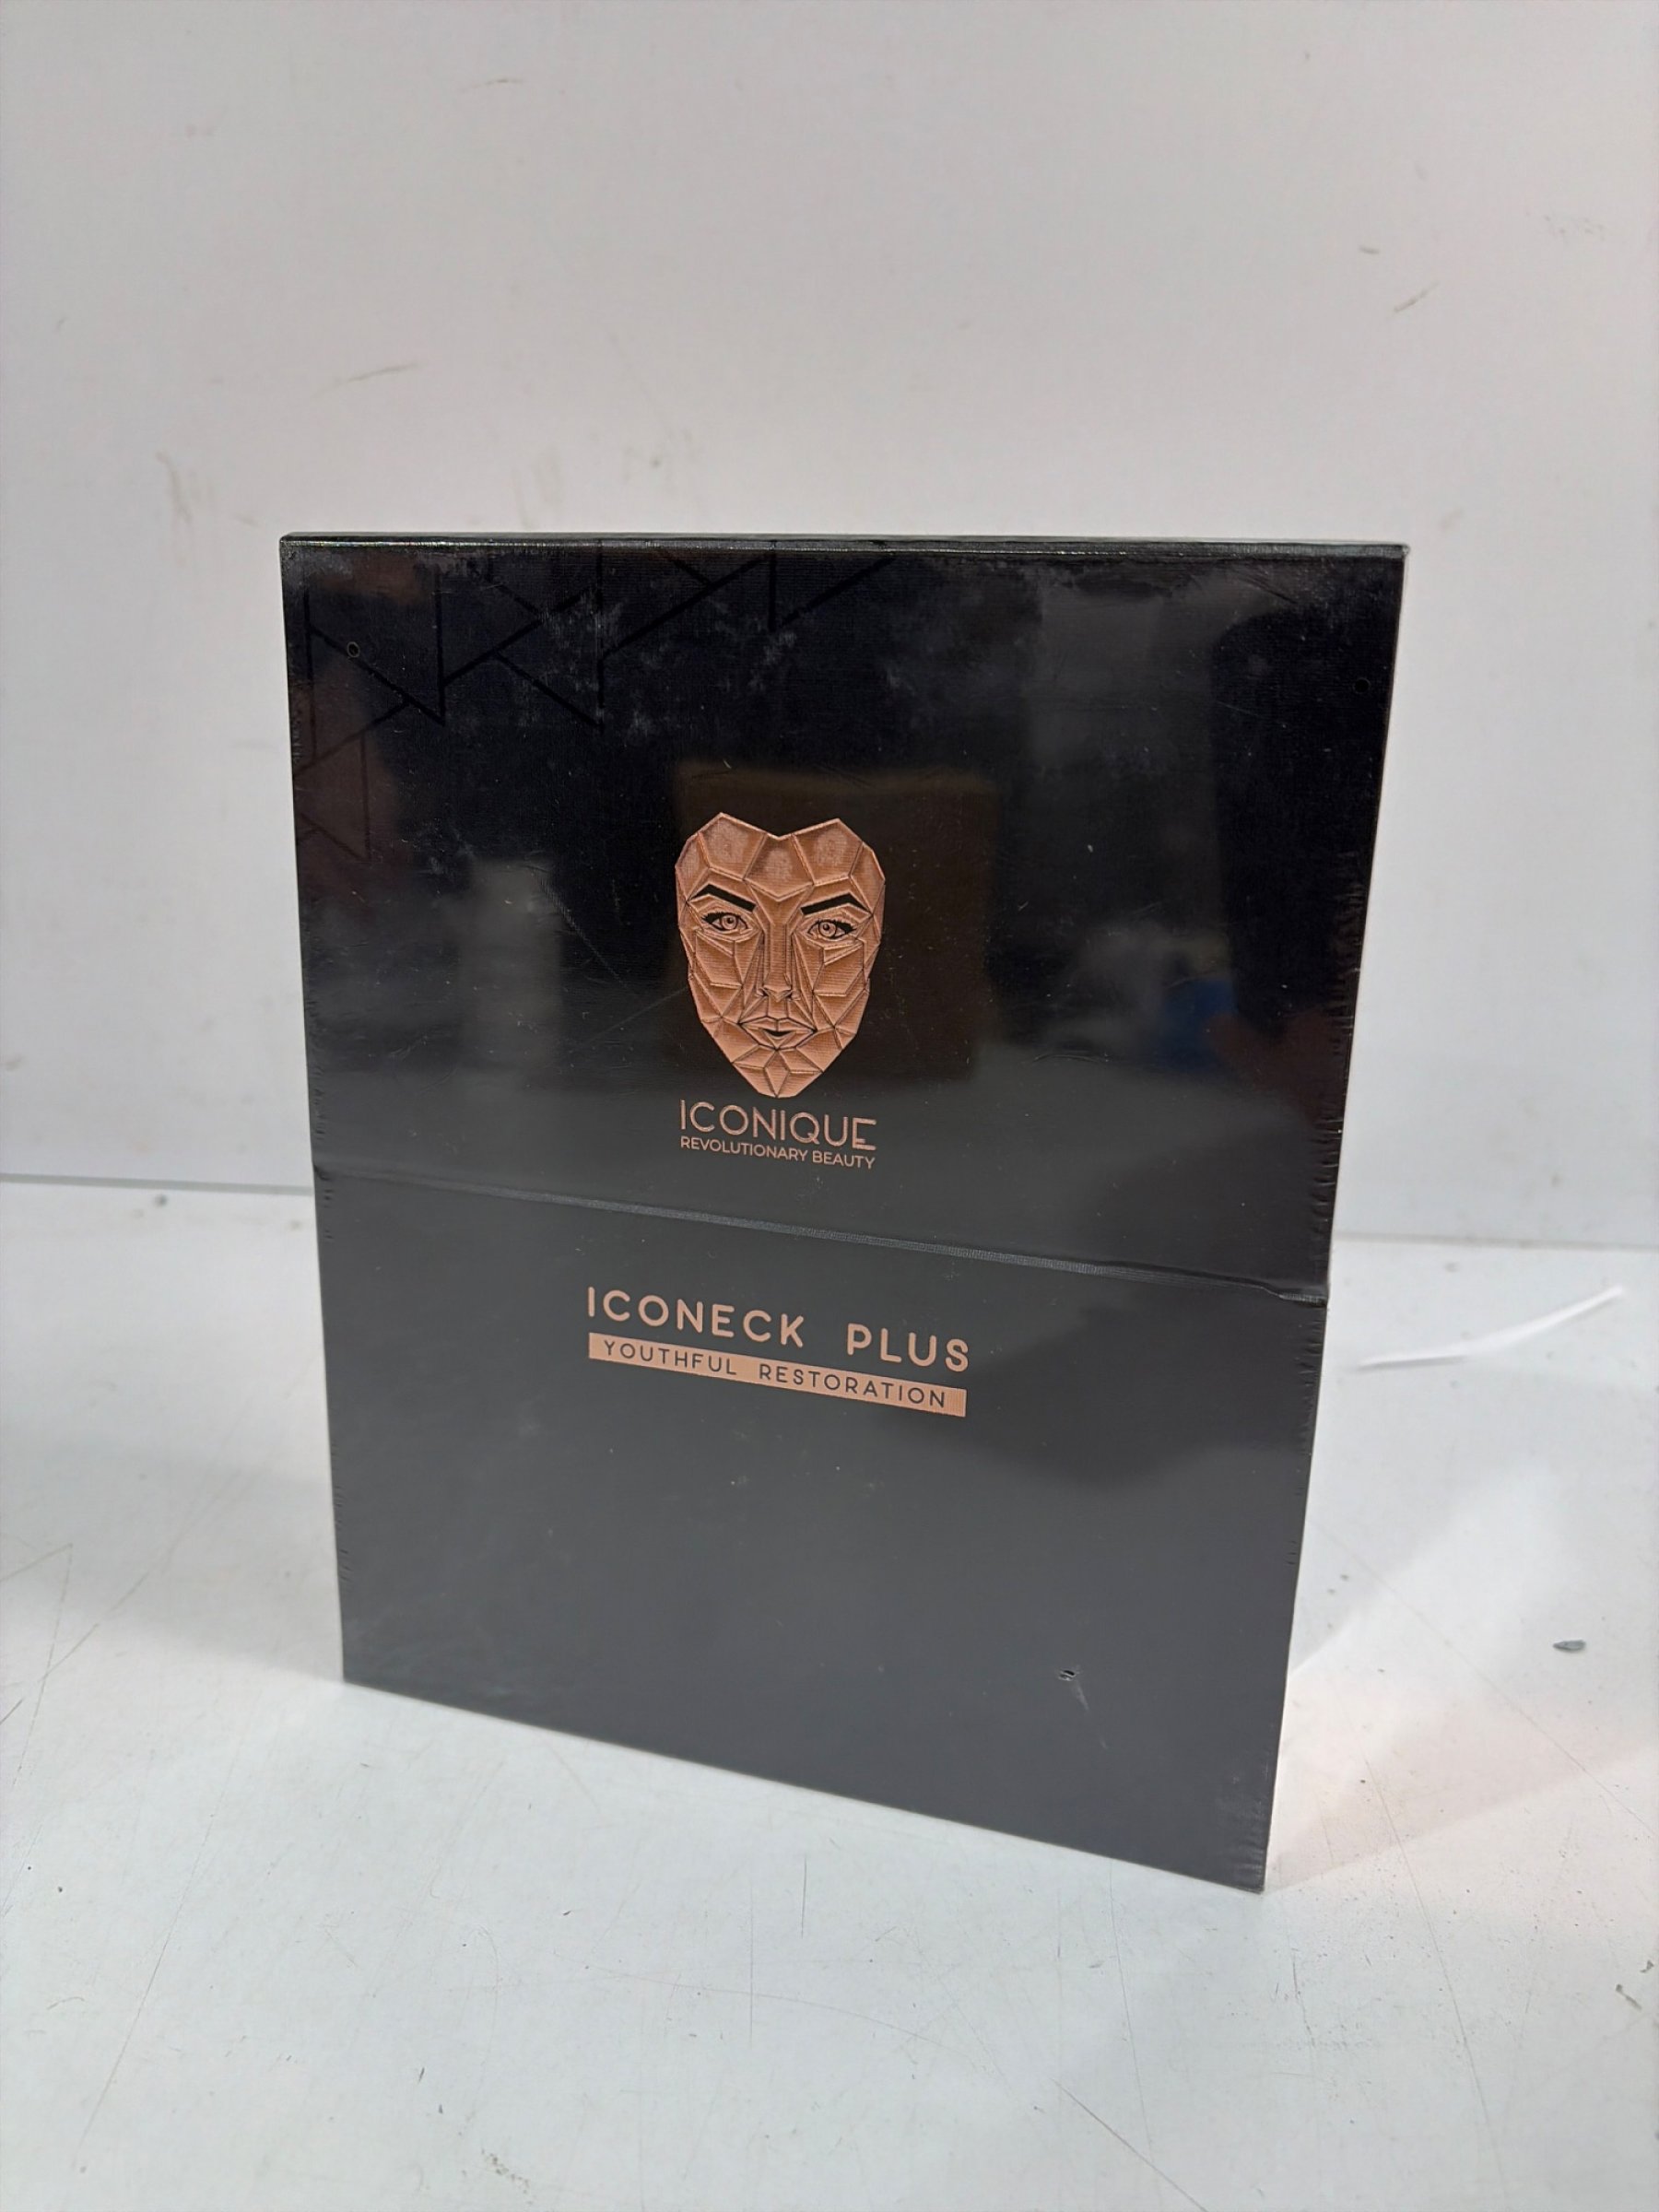 ICONIQUE
REVOLUTIONARY BEAUTY
ICONECK PLUS
YOUTHFUL RESTORATION